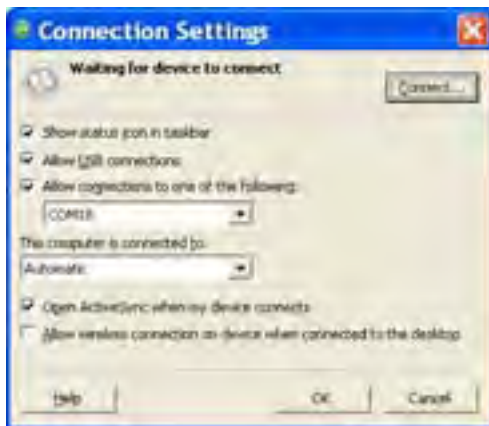 Connection Settings
Waiting for device to connect
Connect...
Show status icon in taskbar
Allow USB connections
Allow connections to one of the following:
COM18
This computer is connected to:
Automatic
Open ActiveSync when my device connects
Allow wireless connection on device when connected to the desktop
Help OK Cancel